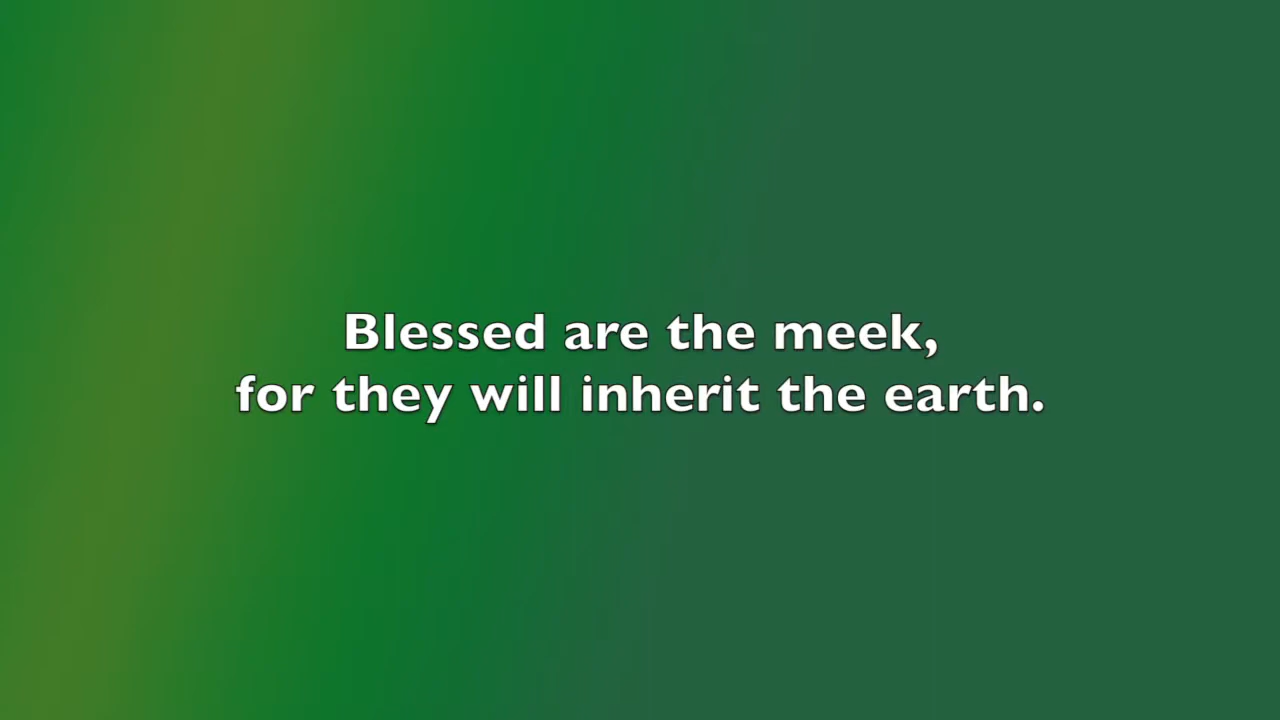 Blessed are the meek,
for they will inherit the earth.